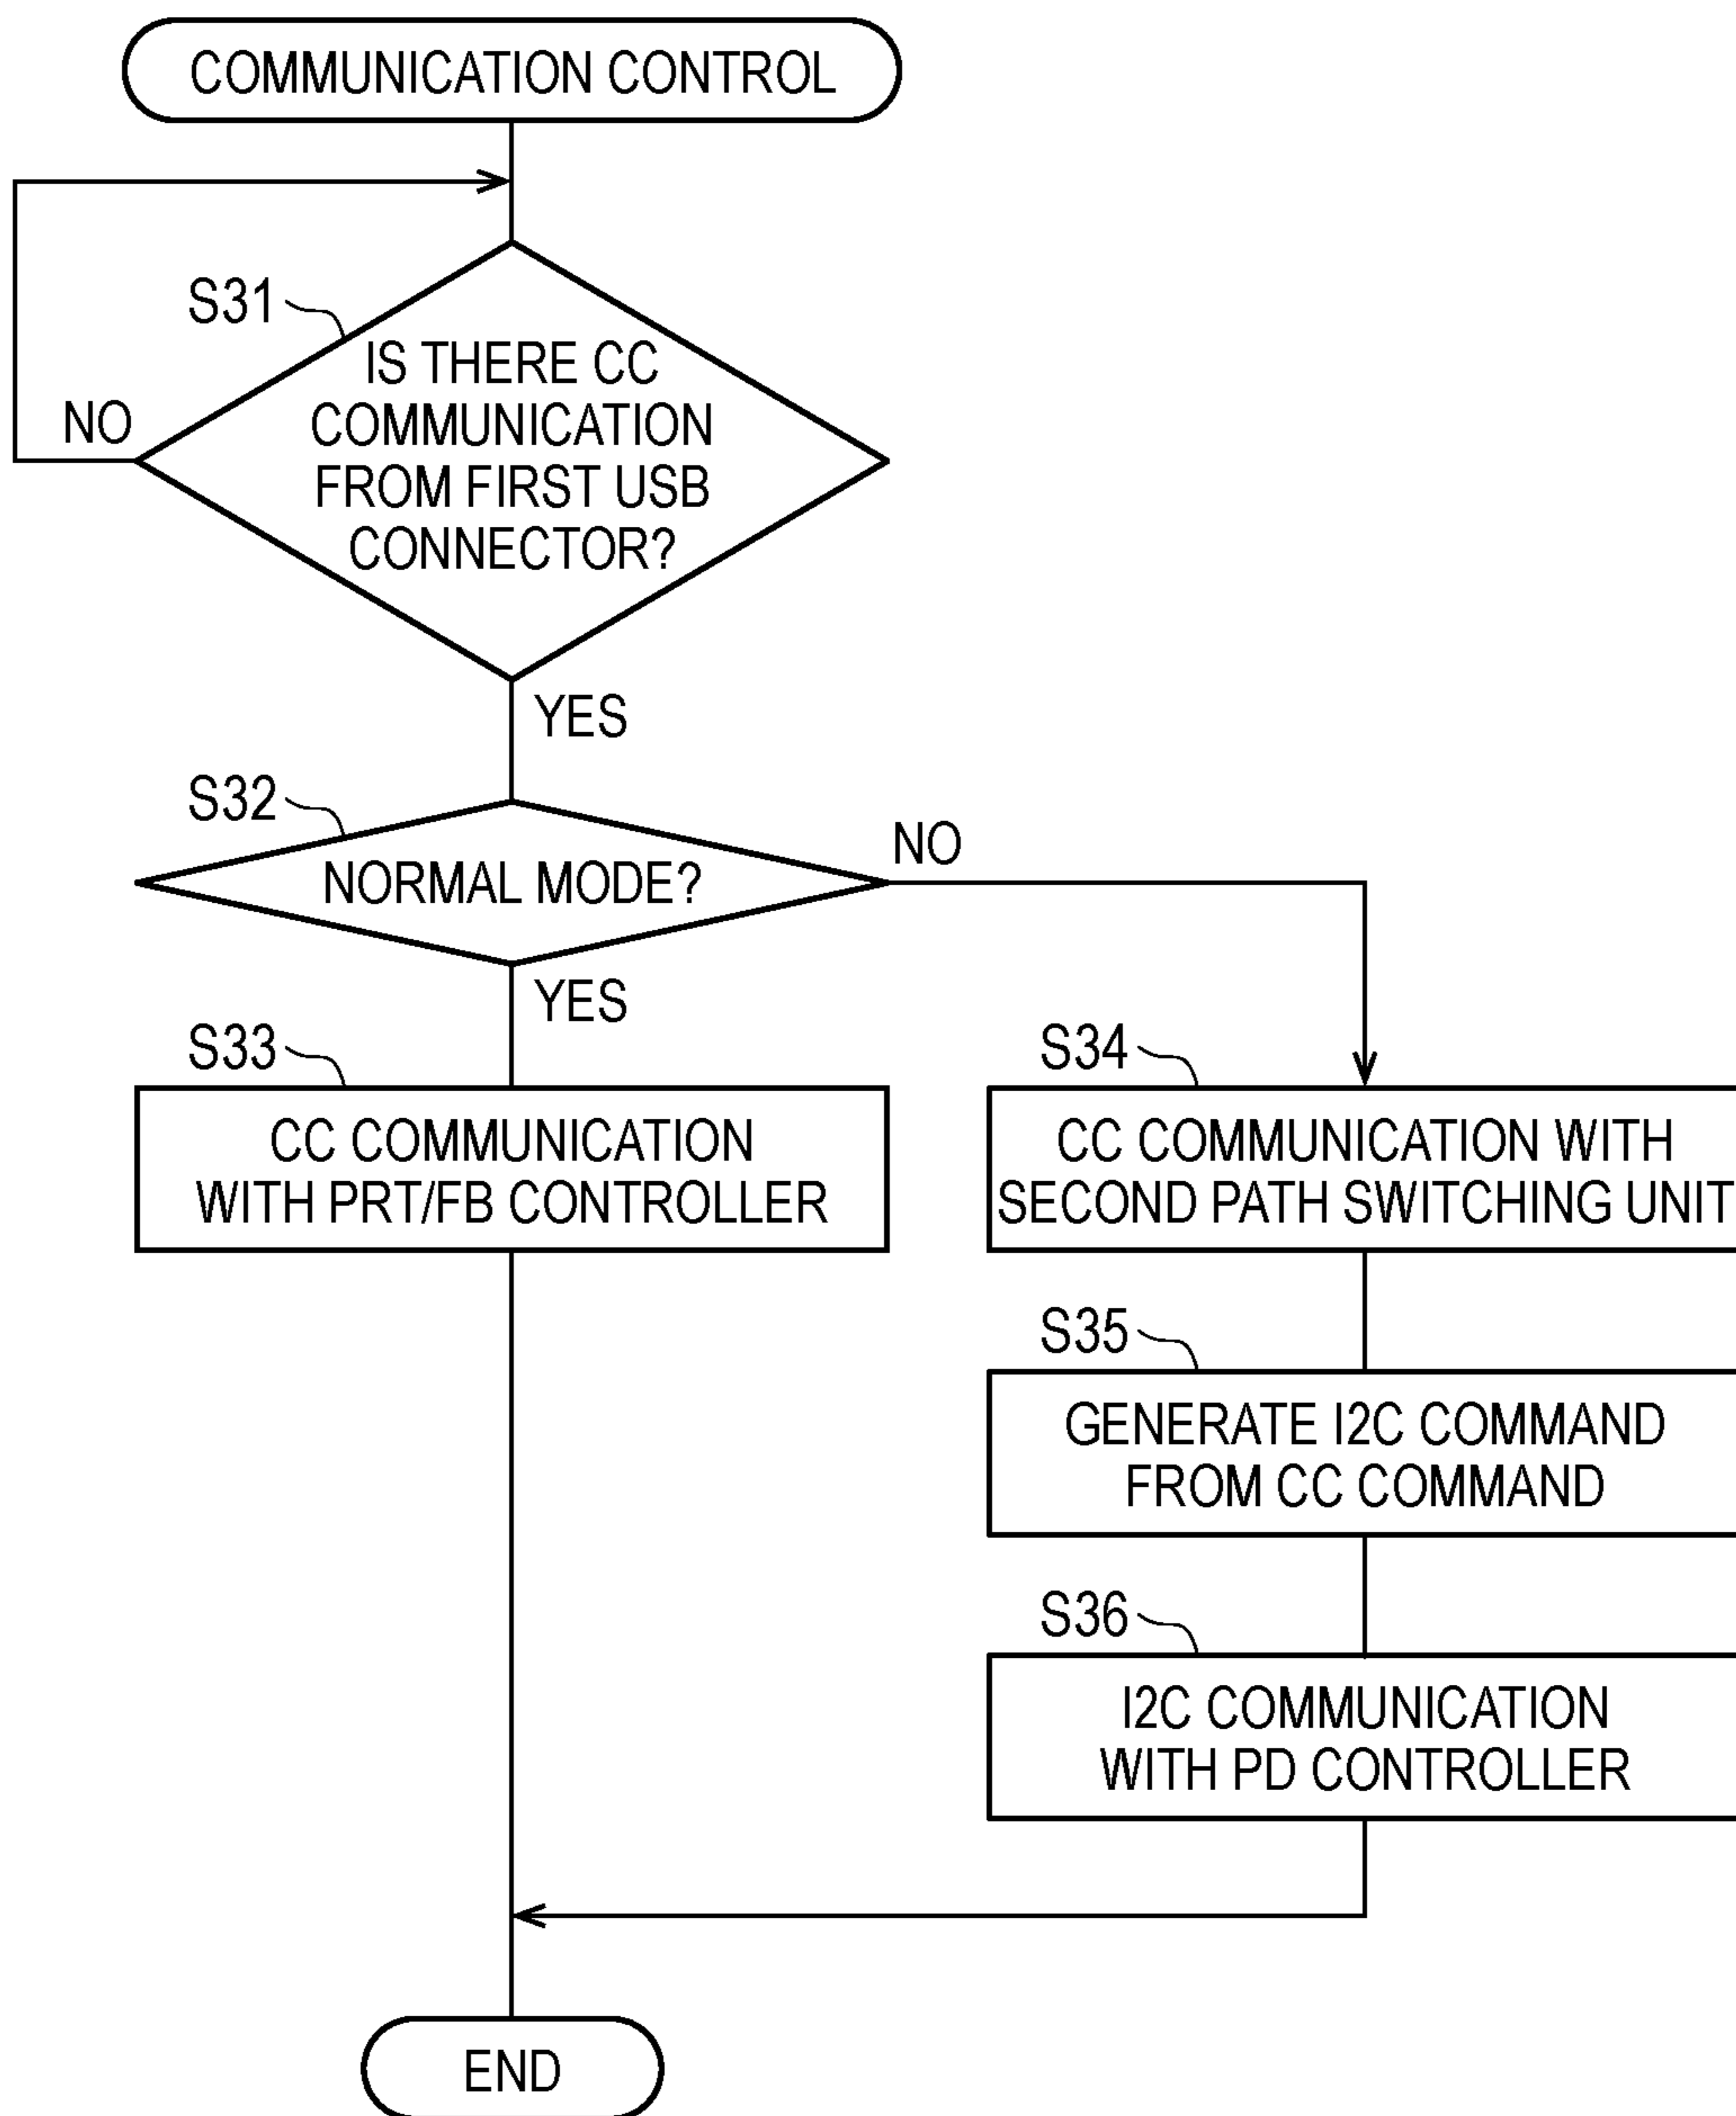 COMMUNICATION CONTROL
S31
IS THERE CC
COMMUNICATION
FROM FIRST USB
CONNECTOR?
NO
YES
S32
NORMAL MODE?
NO
YES
S33
CC COMMUNICATION
WITH PRT/FB CONTROLLER
S34
CC COMMUNICATION WITH
SECOND PATH SWITCHING UNIT
S35
GENERATE I2C COMMAND
FROM CC COMMAND
S36
I2C COMMUNICATION
WITH PD CONTROLLER
END